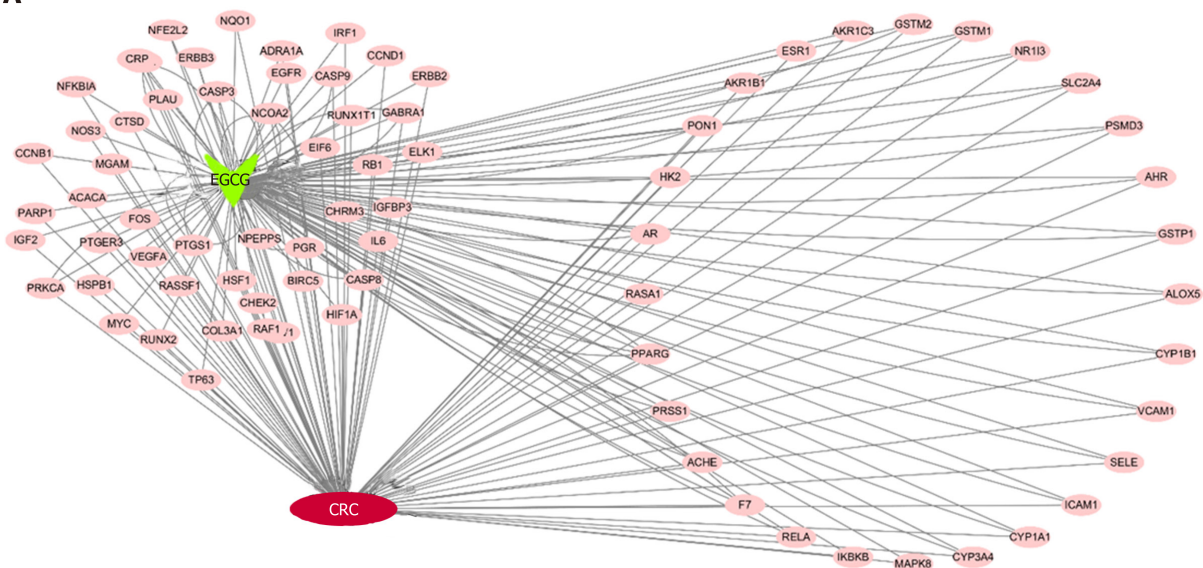 NQO1
NFE2L2
IRF1
ADRA1A
CCND1
CRP
ERBB3
EGFR
CASP9
ERBB2
NFKBIA
PLAU
CASP3
NCOA2
RUNX1T1
GABRA1
NOS3
CTSD
EIF6
ELK1
CCNB1
MGAM
RB1
EGCG
ACACA
PARP1
FOS
CHRM3
IGFBP3
IGF2
PTGER3
PTGS1
NPEPPS
PGR
IL6
VEGFA
PRKCA
HSPB1
RASSF1
HSF1
BIRC5
CASP8
CHEK2
MYC
RUNX2
COL3A1
RAF1
/1
HIF1A
TP63
CRC
AKR1C3
GSTM2
GSTM1
ESR1
NR1I3
AKR1B1
SLC2A4
PON1
PSMD3
HK2
AHR
AR
GSTP1
RASA1
ALOX5
PPARG
CYP1B1
PRSS1
VCAM1
ACHE
SELE
F7
ICAM1
RELA
CYP1A1
IKBKB
MAPK8
CYP3A4